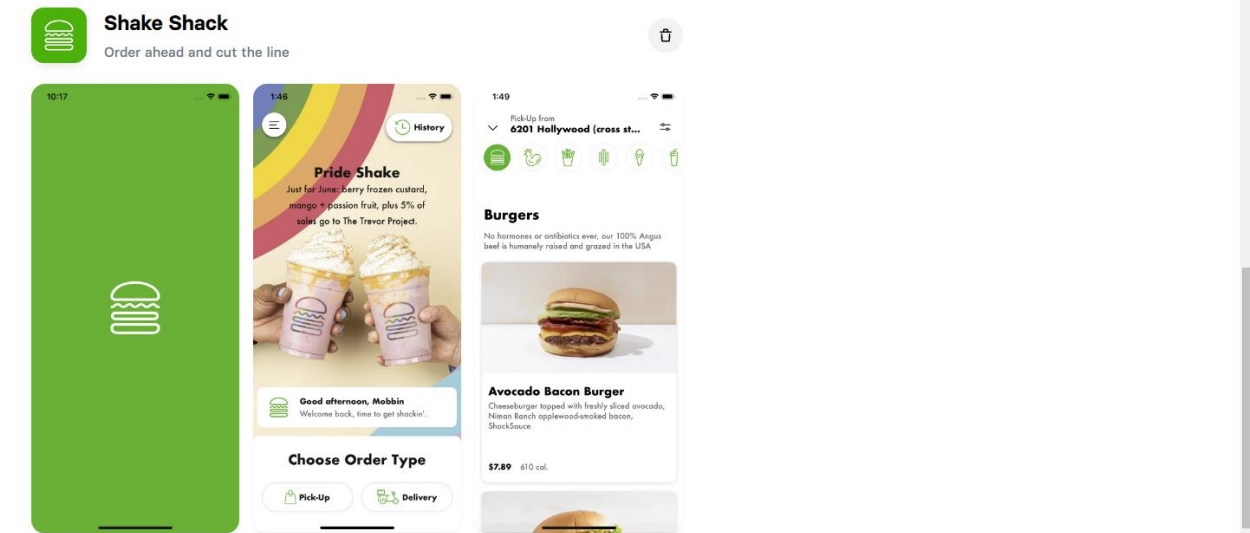 Shake Shack
Order ahead and cut the line
10:17
1:46
History
Pride Shake
Just for June: berry frozen custard,
mango + passion fruit, plus 5% of
sales go to The Trevor Project.
Good afternoon, Mobbin
Welcome back, time to get shackin'.
Choose Order Type
Pick-Up
Delivery
1:49
Pick-Up from
6201 Hollywood (cross st...
Burgers
No hormones or antibiotics ever, our 100% Angus
beef is humanely raised and grazed in the USA
Avocado Bacon Burger
Cheeseburger topped with freshly sliced avocado,
Niman Ranch applewood-smoked bacon,
ShackSauce
$7.89 610 cal.